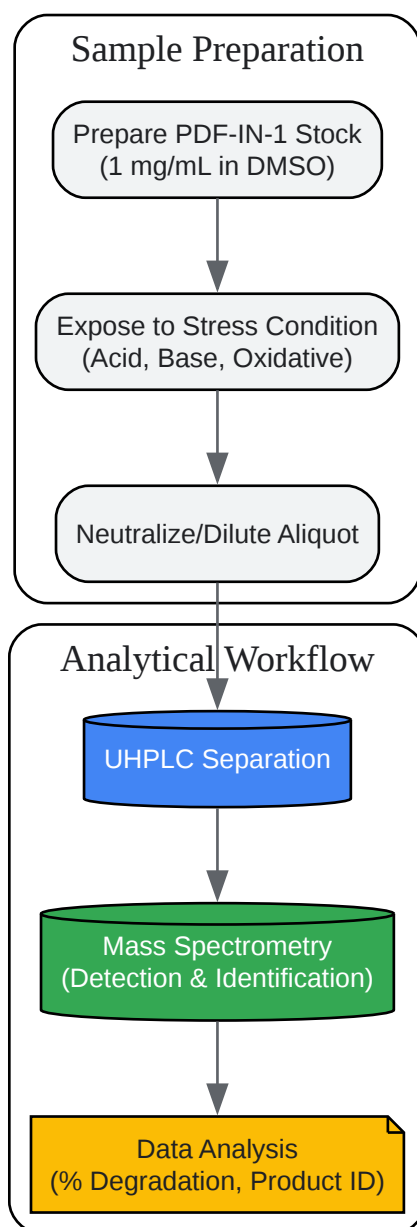 Sample Preparation
Prepare PDF-IN-1 Stock
(1 mg/mL in DMSO)
Expose to Stress Condition
(Acid, Base, Oxidative)
Neutralize/Dilute Aliquot
Analytical Workflow
UHPLC Separation
Mass Spectrometry
(Detection & Identification)
Data Analysis
(% Degradation, Product ID)